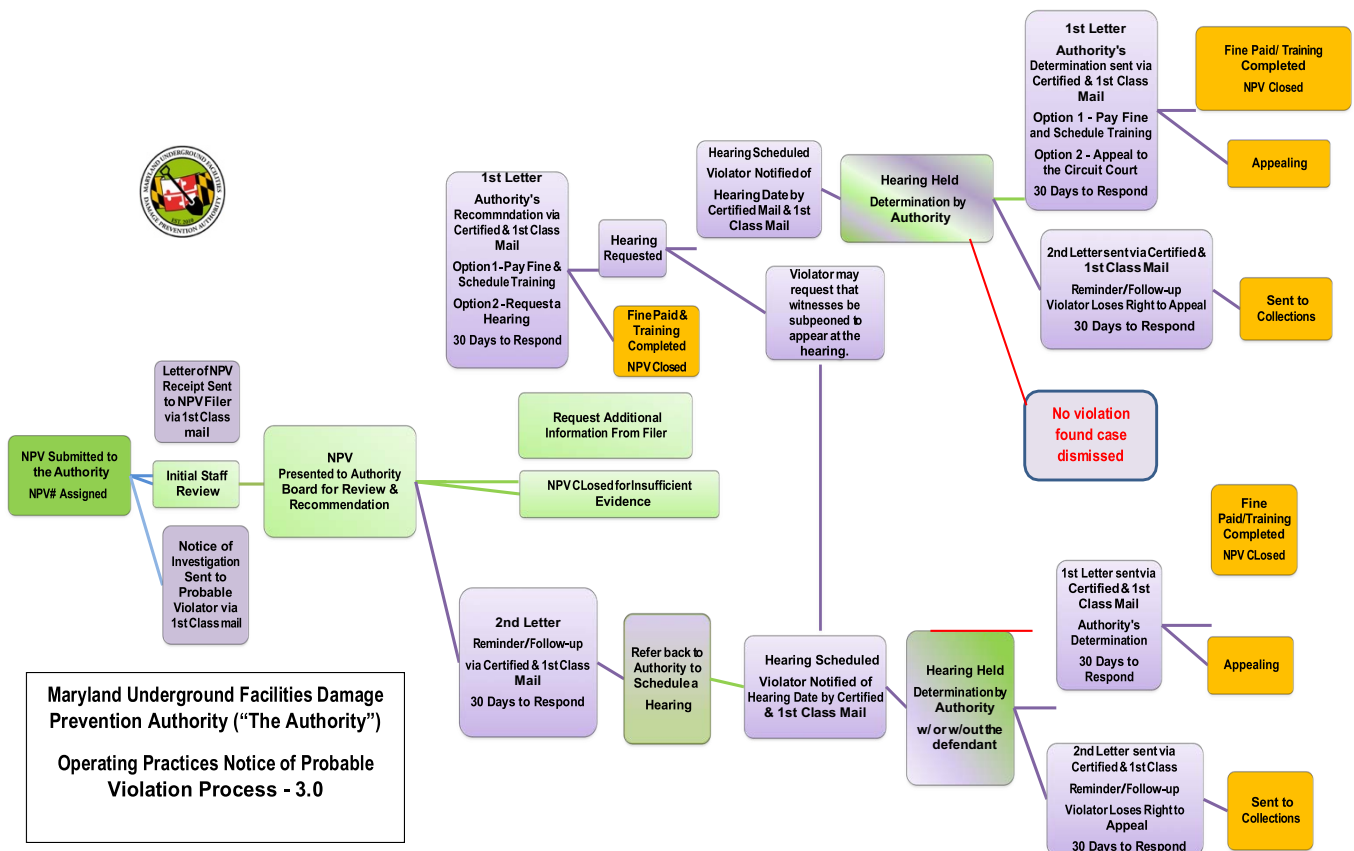 MARYLAND UNDERGROUND FACILITIES
DAMAGE PREVENTION AUTHORITY
EST. 2010
NPV Submitted to
the Authority
NPV# Assigned
Letter of NPV
Receipt Sent
to NPV Filer
via 1st Class
mail
Initial Staff
Review
Notice of
Investigation
Sent to
Probable
Violator via
1st Class mail
NPV
Presented to Authority
Board for Review &
Recommendation
1st Letter
Authority's
Recommndation via
Certified & 1st Class
Mail
Option 1 - Pay Fine &
Schedule Training
Option 2 - Request a
Hearing
30 Days to Respond
Hearing
Requested
Fine Paid &
Training
Completed
NPV Closed
Request Additional
Information From Filer
NPV CLosed for Insufficient
Evidence
Hearing Scheduled
Violator Notified of
Hearing Date by
Certified Mail & 1st
Class Mail
Violator may
request that
witnesses be
subpeoned to
appear at the
hearing.
Hearing Held
Determination by
Authority
1st Letter
Authority's
Determination sent via
Certified & 1st Class
Mail
Option 1 - Pay Fine
and Schedule Training
Option 2 - Appeal to
the Circuit Court
30 Days to Respond
Fine Paid/ Training
Completed
NPV Closed
Appealing
2nd Letter sent via Certified &
1st Class Mail
Reminder/Follow-up
Violator Loses Right to Appeal
30 Days to Respond
Sent to
Collections
No violation
found case
dismissed
2nd Letter
Reminder/Follow-up
via Certified & 1st Class
Mail
30 Days to Respond
Refer back to
Authority to
Schedule a
Hearing
Hearing Scheduled
Violator Notified of
Hearing Date by Certified
& 1st Class Mail
Hearing Held
Determination by
Authority
w/ or w/out the
defendant
1st Letter sent via
Certified & 1st
Class Mail
Authority's
Determination
30 Days to
Respond
Fine
Paid/Training
Completed
NPV CLosed
Appealing
2nd Letter sent via
Certified & 1st Class
Reminder/Follow-up
Violator Loses Right to
Appeal
30 Days to Respond
Sent to
Collections
Maryland Underground Facilities Damage
Prevention Authority (“The Authority”)
Operating Practices Notice of Probable
Violation Process - 3.0